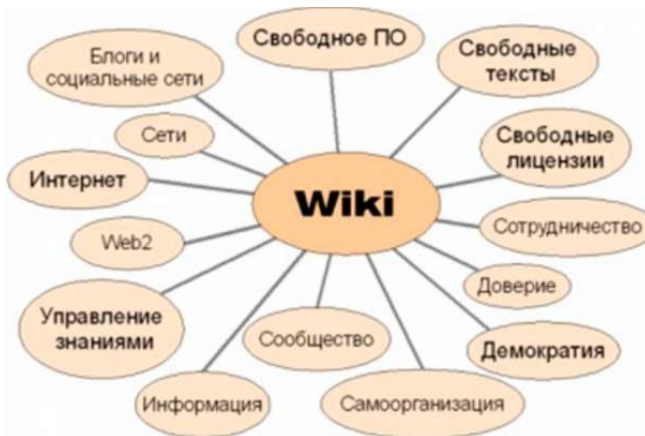 Свободное ПО
Свободные
тексты
Блоги и
социальные сети
Сети
Свободные
лицензии
Интернет
Wiki
Сотрудничество
Web2
Доверие
Управление
знаниями
Сообщество
Демократия
Информация
Самоорганизация